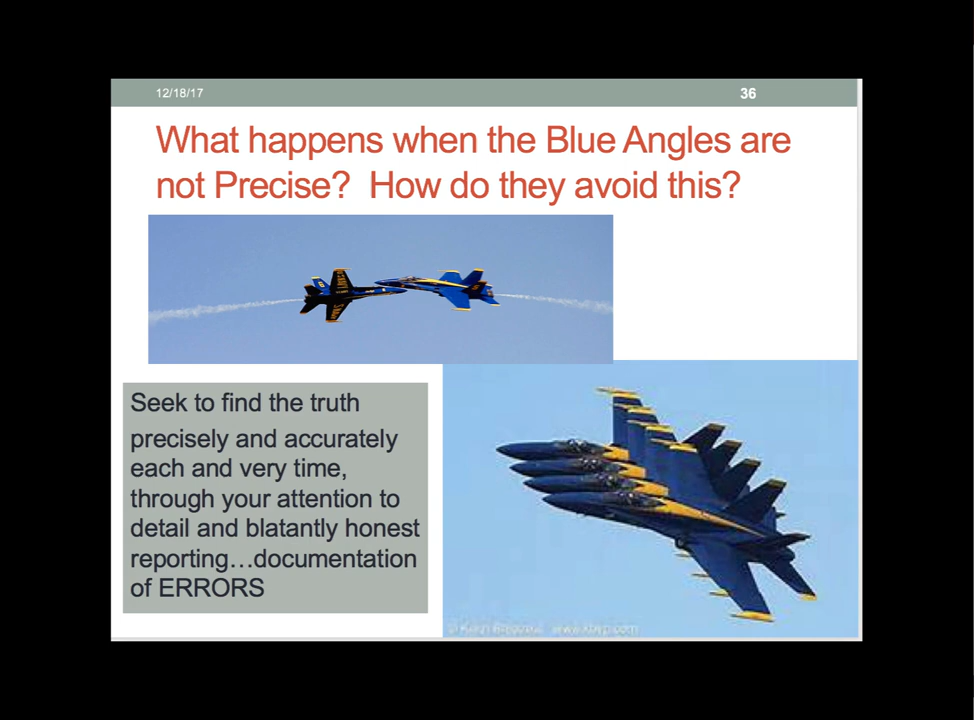 12/18/17
36
What happens when the Blue Angles are
not Precise? How do they avoid this?
Seek to find the truth
precisely and accurately
each and very time,
through your attention to
detail and blatantly honest
reporting…documentation
of ERRORS